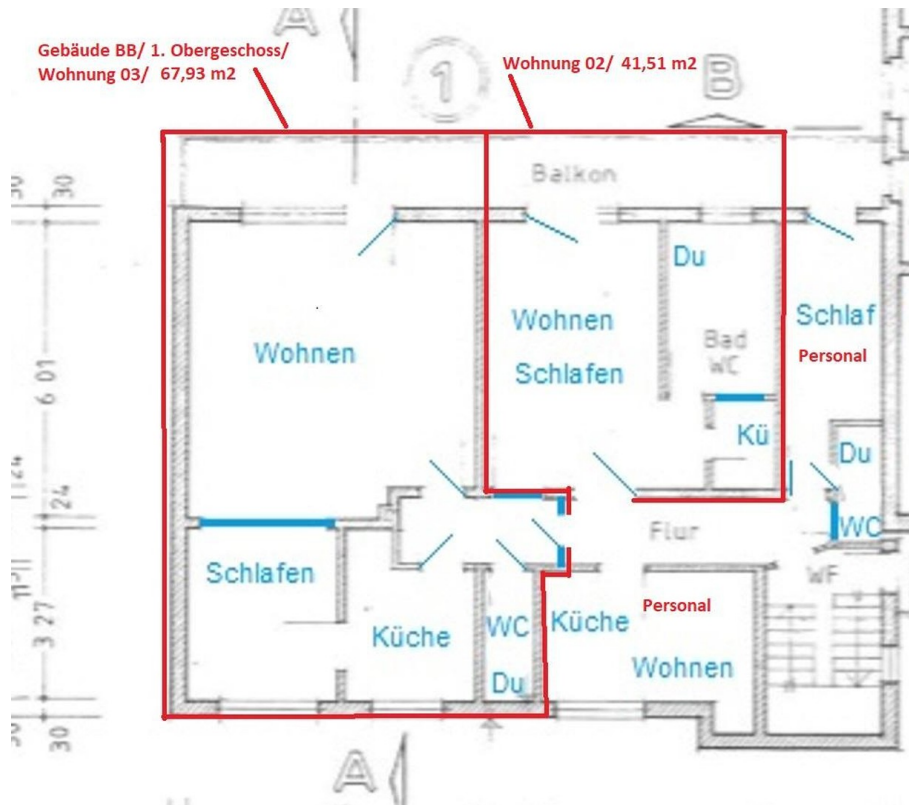 A
Gebäude BB/ 1. Obergeschoss/
Wohnung 03/ 67,93 m2
1
Wohnung 02/ 41,51 m2
B
30
Balkon
Du
Wohnen
Schlafen
Bad
WC
Kü
Schlaf
Personal
Du
WC
Wohnen
6 01
24
24
Flur
WF
Schlafen
Küche
WC
Du
Küche
Personal
Wohnen
3 27
30
30
A